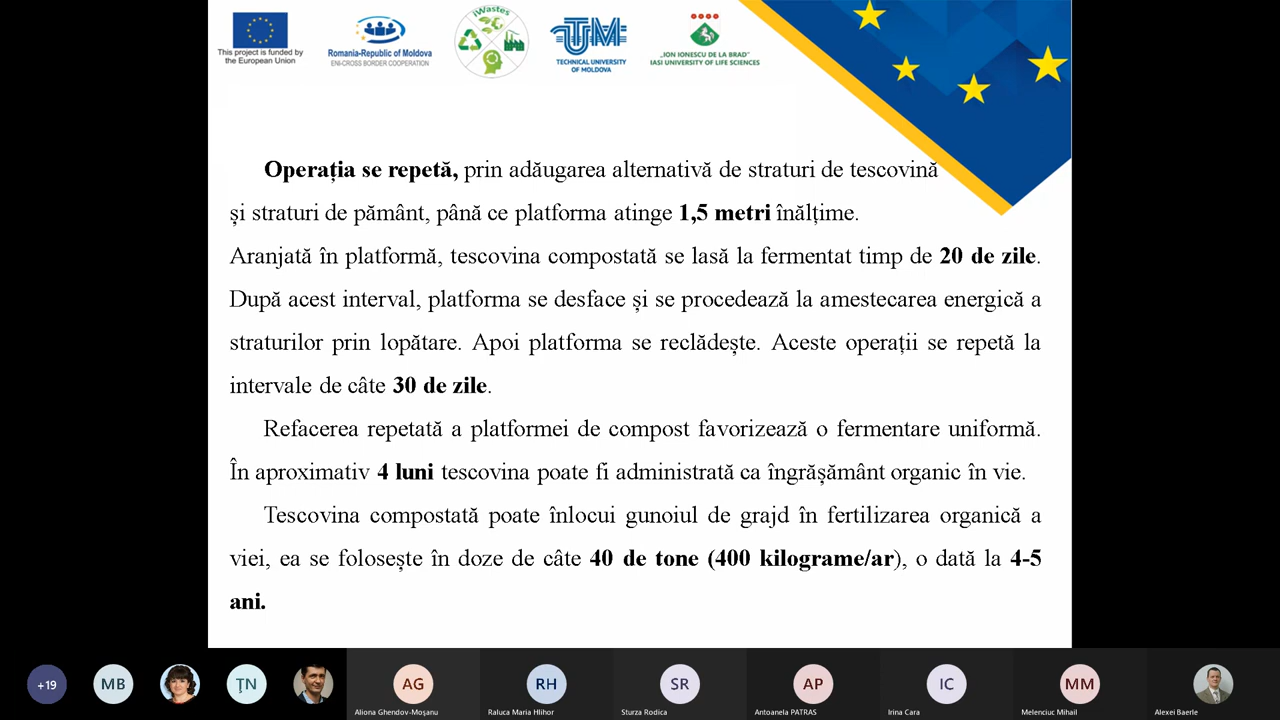 This project is funded by
the European Union
Romania-Republic of Moldova
ENI-CROSS BORDER COOPERATION
iWastes
UTM
TECHNICAL UNIVERSITY
OF MOLDOVA
„ION IONESCU DE LA BRAD”
IASI UNIVERSITY OF LIFE SCIENCES
Operația se repetă, prin adăugarea alternativă de straturi de tescovină
și straturi de pământ, până ce platforma atinge 1,5 metri înălțime.
Aranjată în platformă, tescovina compostată se lasă la fermentat timp de 20 de zile.
După acest interval, platforma se desface și se procedează la amestecarea energică a
straturilor prin lopătare. Apoi platforma se reclădește. Aceste operații se repetă la
intervale de câte 30 de zile.
Refacerea repetată a platformei de compost favorizează o fermentare uniformă.
În aproximativ 4 luni tescovina poate fi administrată ca îngrășământ organic în vie.
Tescovina compostată poate înlocui gunoiul de grajd în fertilizarea organică a
viei, ea se folosește în doze de câte 40 de tone (400 kilograme/ar), o dată la 4-5
ani.
+19
MB
ŢN
AG
RH
SR
AP
IC
MM
Aliona Ghendov-Moşanu
Raluca Maria Hlihor
Sturza Rodica
Antoanela PATRAS
Irina Cara
Melenciuc Mihail
Alexei Baerle